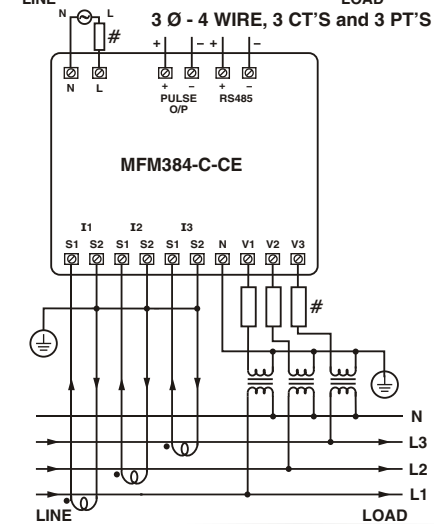 LINE LOAD
N L 3 Ø - 4 WIRE, 3 CT'S and 3 PT'S
#
+ – + –
N L + – + –
PULSE O/P RS485
MFM384-C-CE
I1 I2 I3
S1 S2 S1 S2 S1 S2 N V1 V2 V3
#
N
L3
L2
L1
LINE LOAD